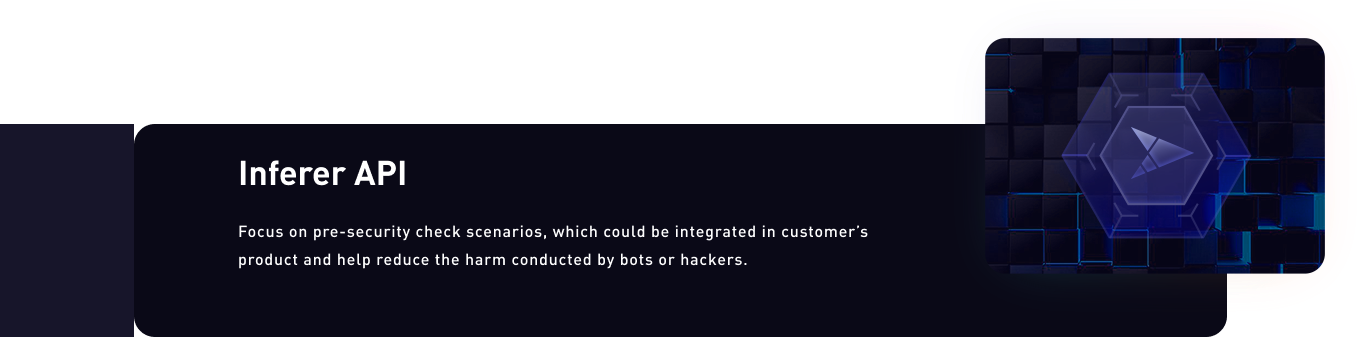 Inferer API
Focus on pre-security check scenarios, which could be integrated in customer’s
product and help reduce the harm conducted by bots or hackers.